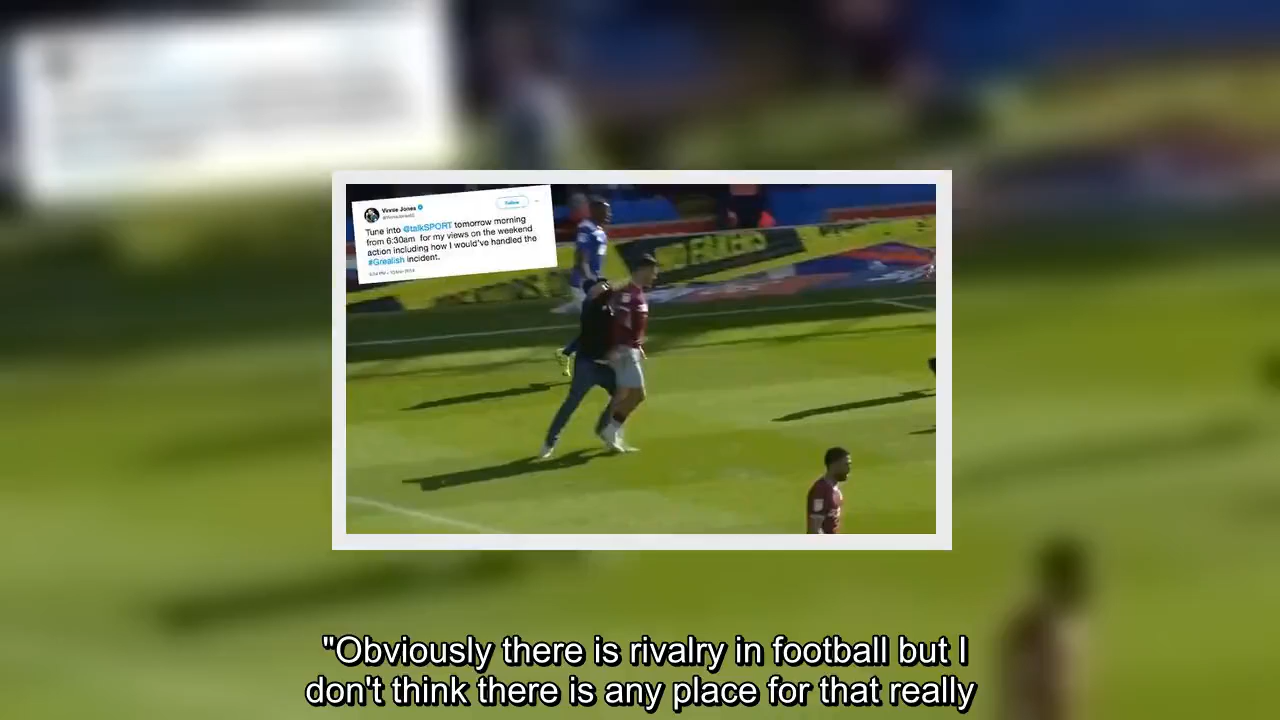 Vinnie Jones
Follow
Tune into @talkSPORT tomorrow morning
from 6:30am for my views on the weekend
action including how I would've handled the
#Grealish incident.
"Obviously there is rivalry in football but I
don't think there is any place for that really